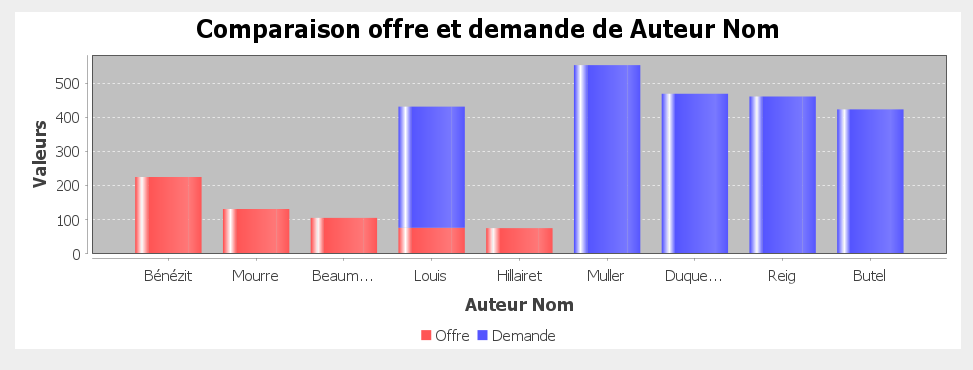 Comparaison offre et demande de Auteur Nom
Valeurs
500
400
300
200
100
0
Bénézit Mourre Beaum... Louis Hillairet Muller Duque... Reig Butel
Auteur Nom
Offre Demande